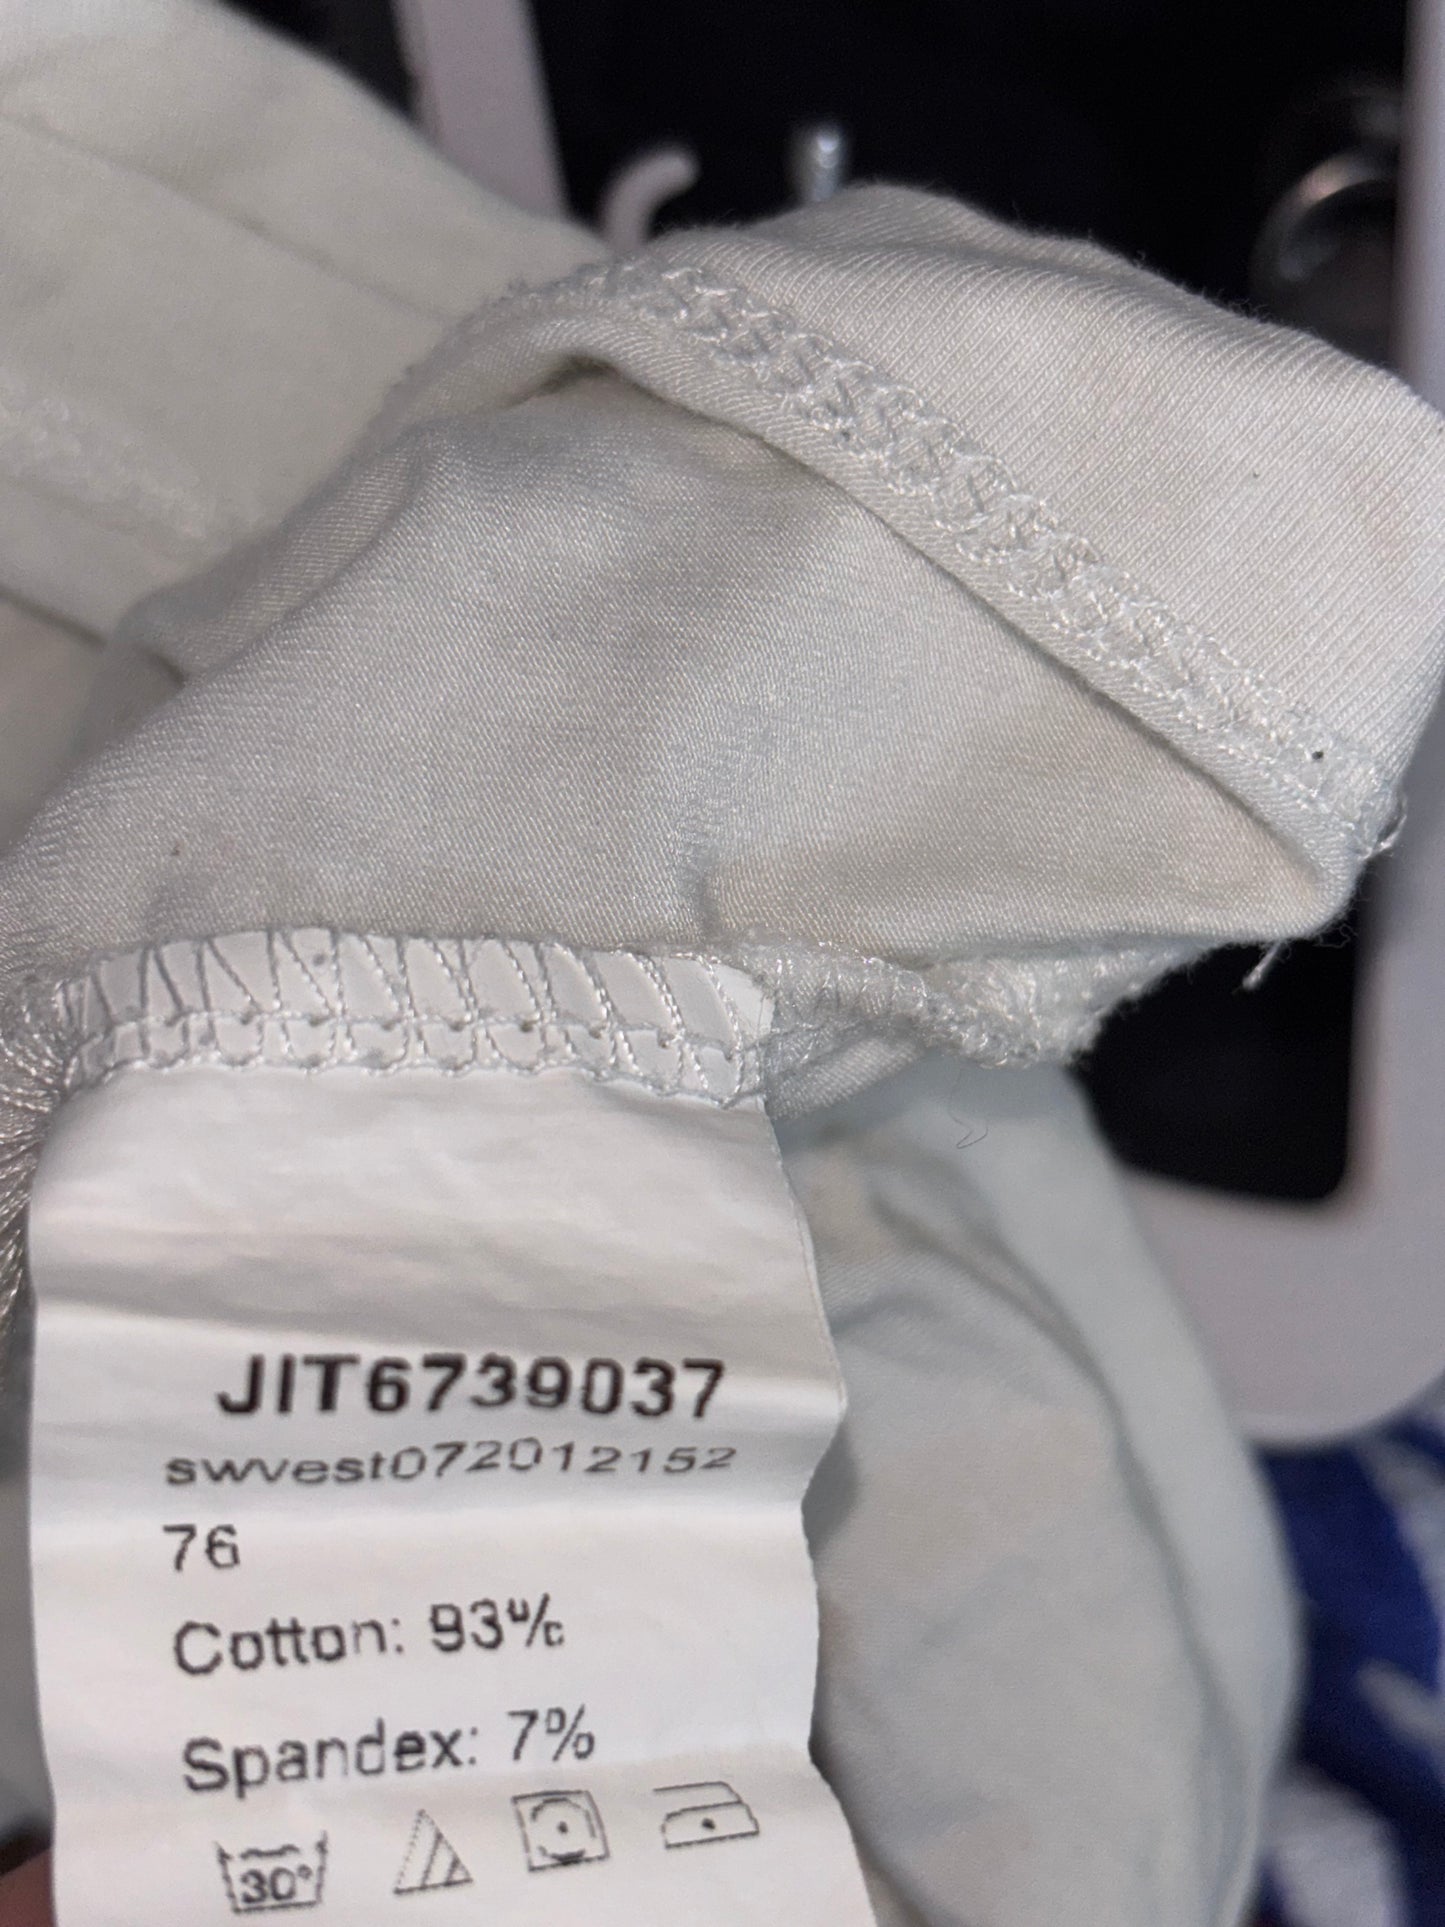 JIT6739037
swvest072012152
76
Cotton: 93%
Spandex: 7%
30°